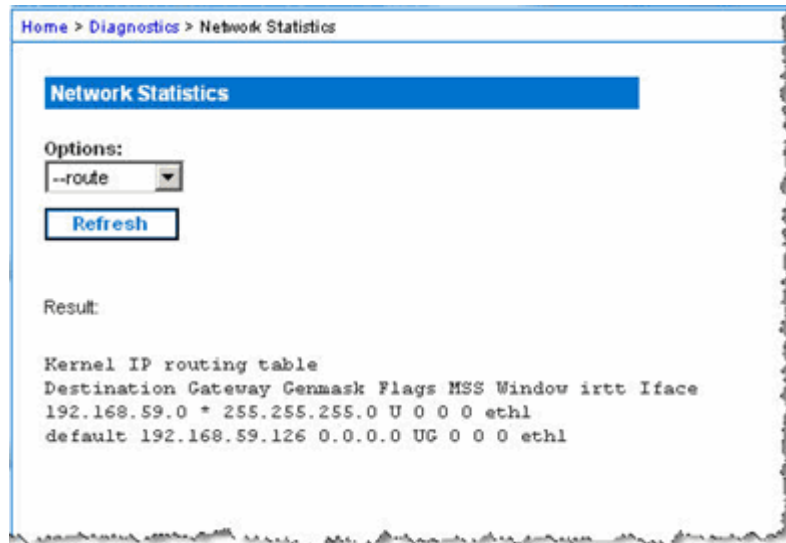 Home > Diagnostics > Network Statistics
Network Statistics
Options:
--route
Refresh
Result:
Kernel IP routing table
Destination Gateway Genmask Flags MSS Window irtt Iface
192.168.59.0 * 255.255.255.0 U 0 0 0 eth1
default 192.168.59.126 0.0.0.0 UG 0 0 0 eth1